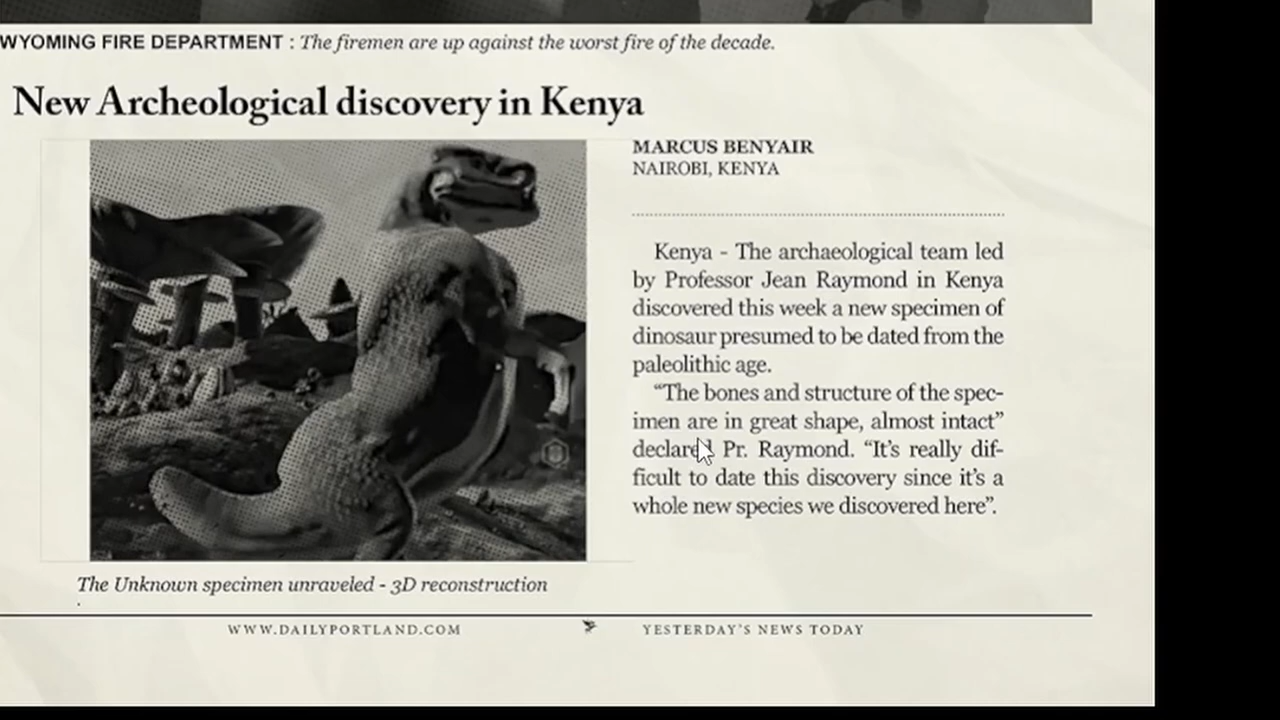 WYOMING FIRE DEPARTMENT : The firemen are up against the worst fire of the decade.
New Archeological discovery in Kenya
MARCUS BENYAIR
NAIROBI, KENYA
Kenya - The archaeological team led
by Professor Jean Raymond in Kenya
discovered this week a new specimen of
dinosaur presumed to be dated from the
paleolithic age.
“The bones and structure of the spec-
imen are in great shape, almost intact”
declared Pr. Raymond. “It’s really dif-
ficult to date this discovery since it’s a
whole new species we discovered here”.
The Unknown specimen unraveled - 3D reconstruction
.
WWW.DAILYPORTLAND.COM
YESTERDAY’S NEWS TODAY